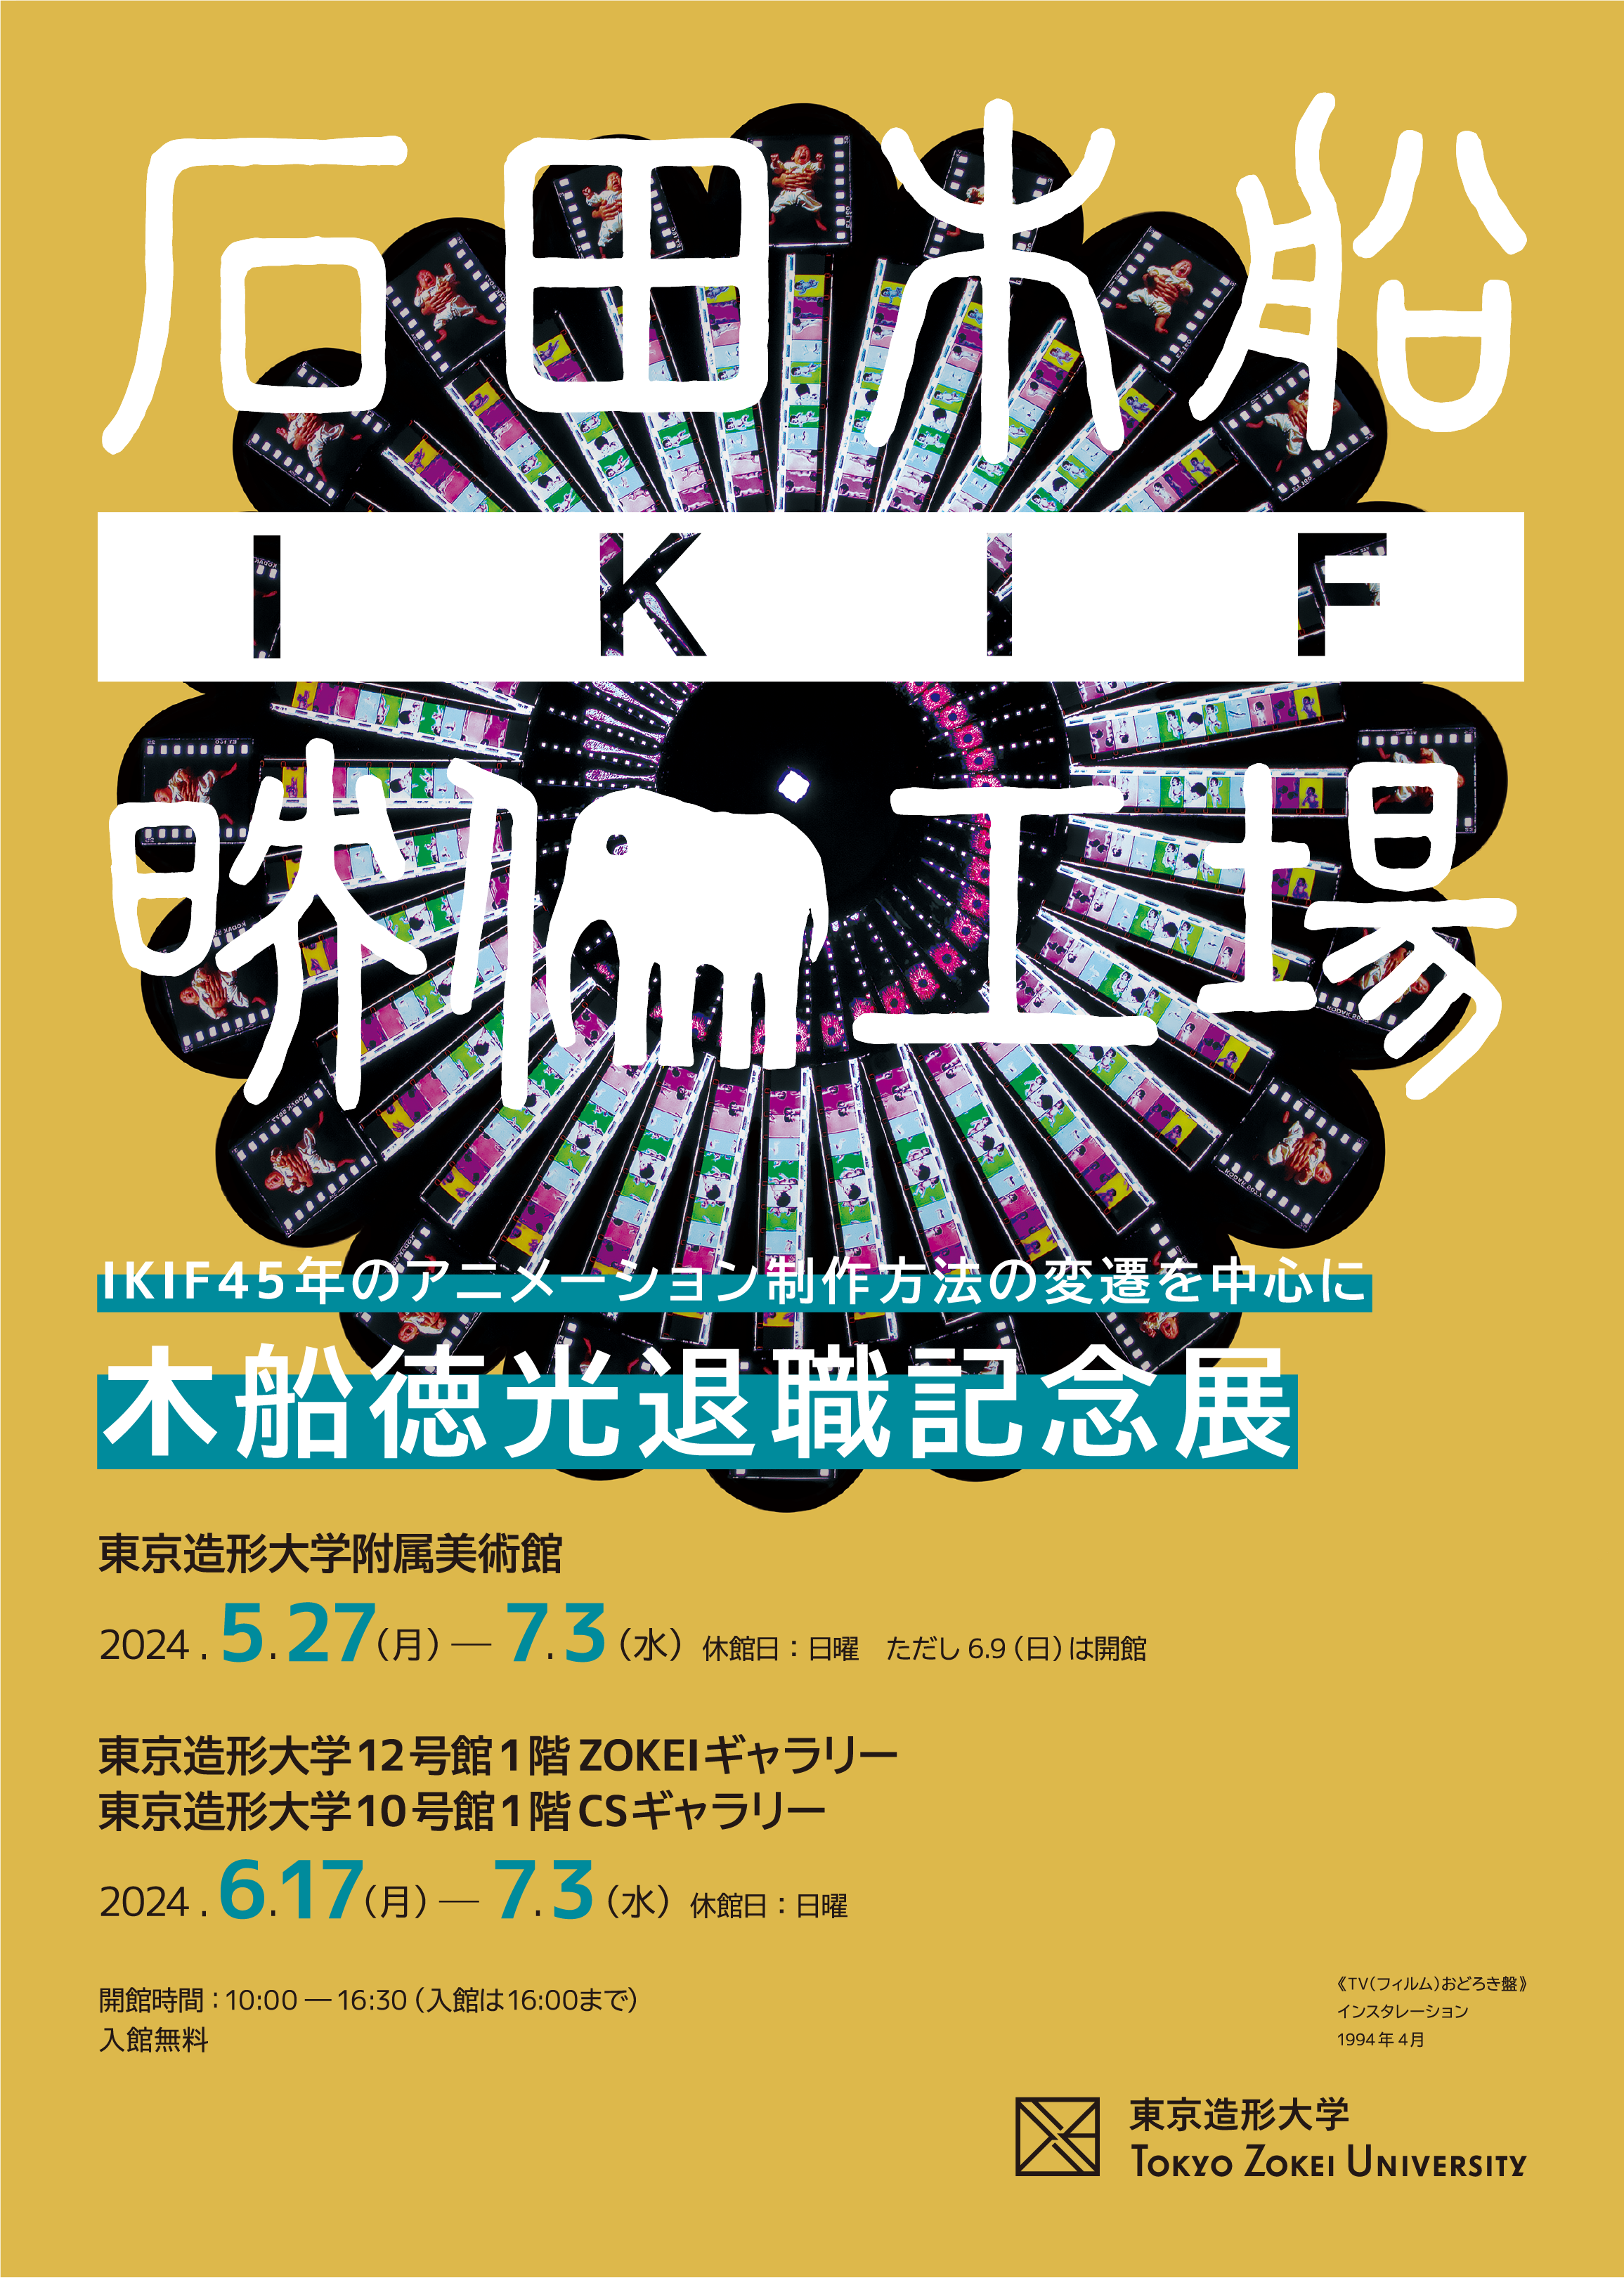 石田木船
IKIF
映像工場
IKIF45年のアニメーション制作方法の変遷を中心に
木船徳光退職記念展
東京造形大学附属美術館
2024.5.27(月)— 7.3(水) 休館日：日曜　ただし 6.9(日)は開館
東京造形大学12号館1階 ZOKEIギャラリー
東京造形大学10号館1階 CSギャラリー
2024.6.17(月)— 7.3(水) 休館日：日曜
開館時間：10:00 — 16:30（入館は16:00まで）
入館無料
《TV(フィルム)おどろき盤》
インスタレーション
1994年4月
東京造形大学
TOKYO ZOKEI UNIVERSITY